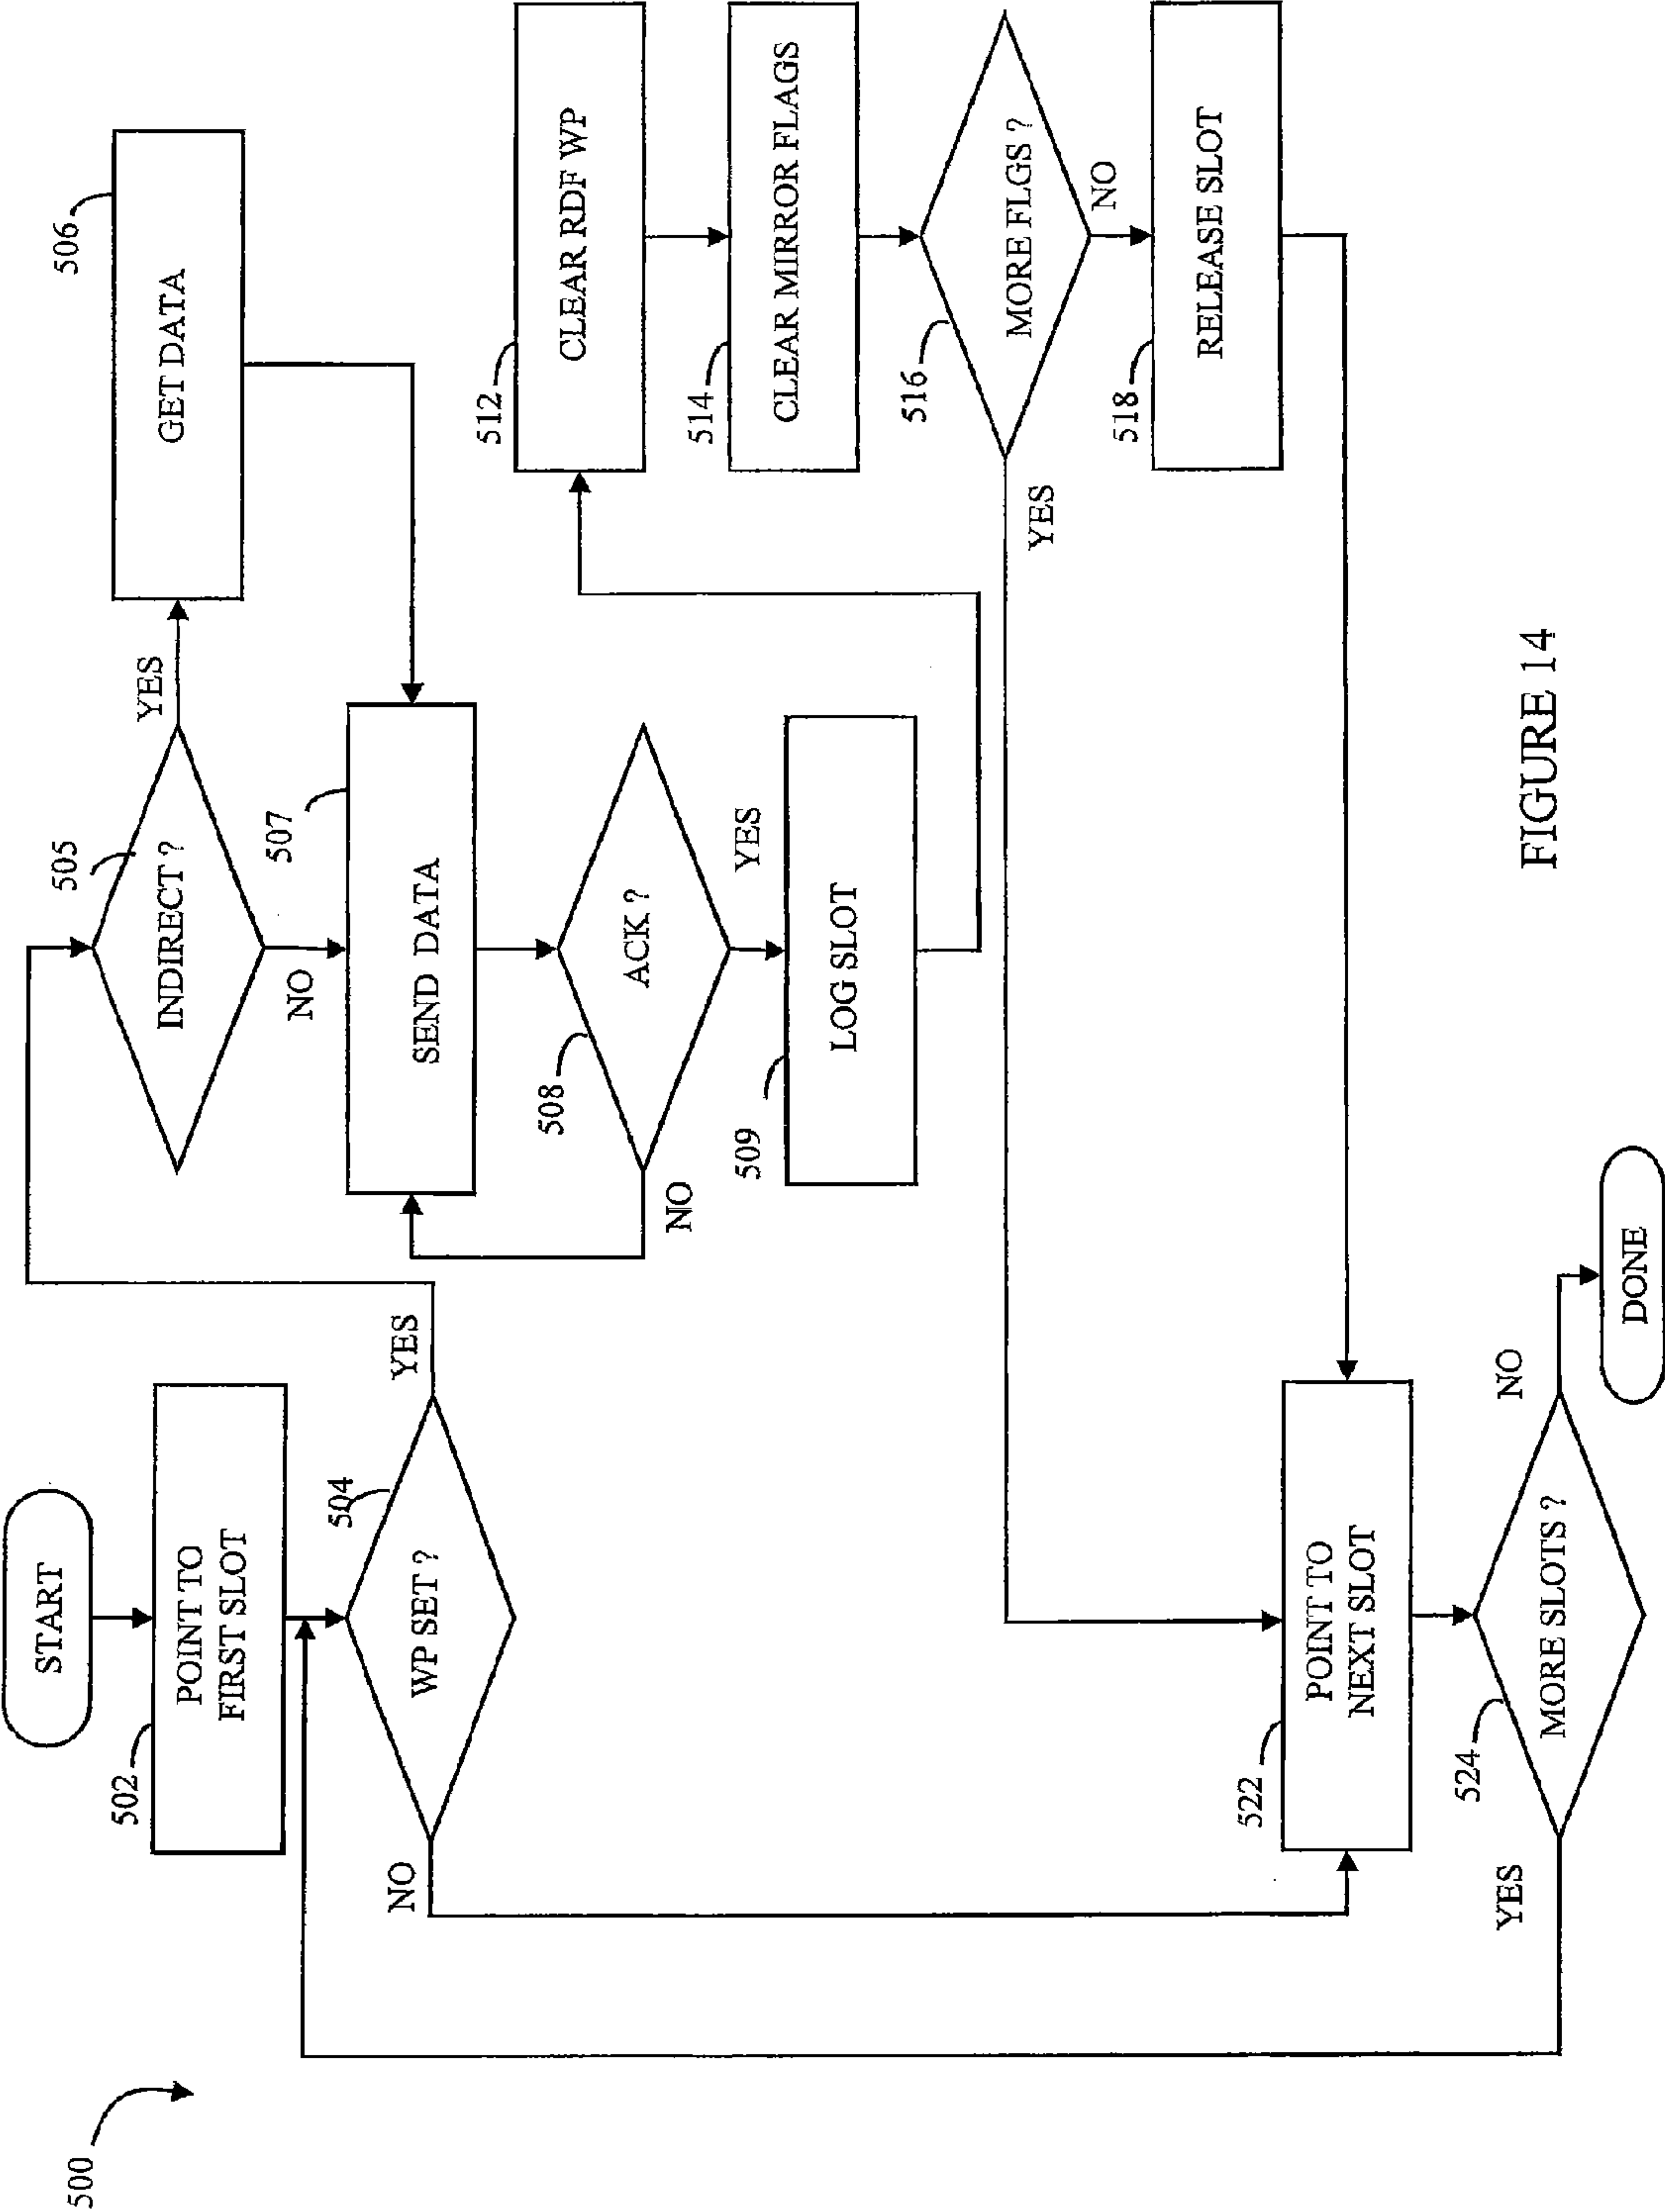 500
START
502
POINT TO
FIRST SLOT
504
WP SET ?
YES
NO
505
INDIRECT ?
YES
NO
506
GET DATA
507
SEND DATA
508
ACK ?
NO
YES
509
LOG SLOT
512
CLEAR RDF WP
514
CLEAR MIRROR FLAGS
516
MORE FLGS ?
YES
NO
518
RELEASE SLOT
522
POINT TO
NEXT SLOT
524
MORE SLOTS ?
YES
NO
DONE
FIGURE 14